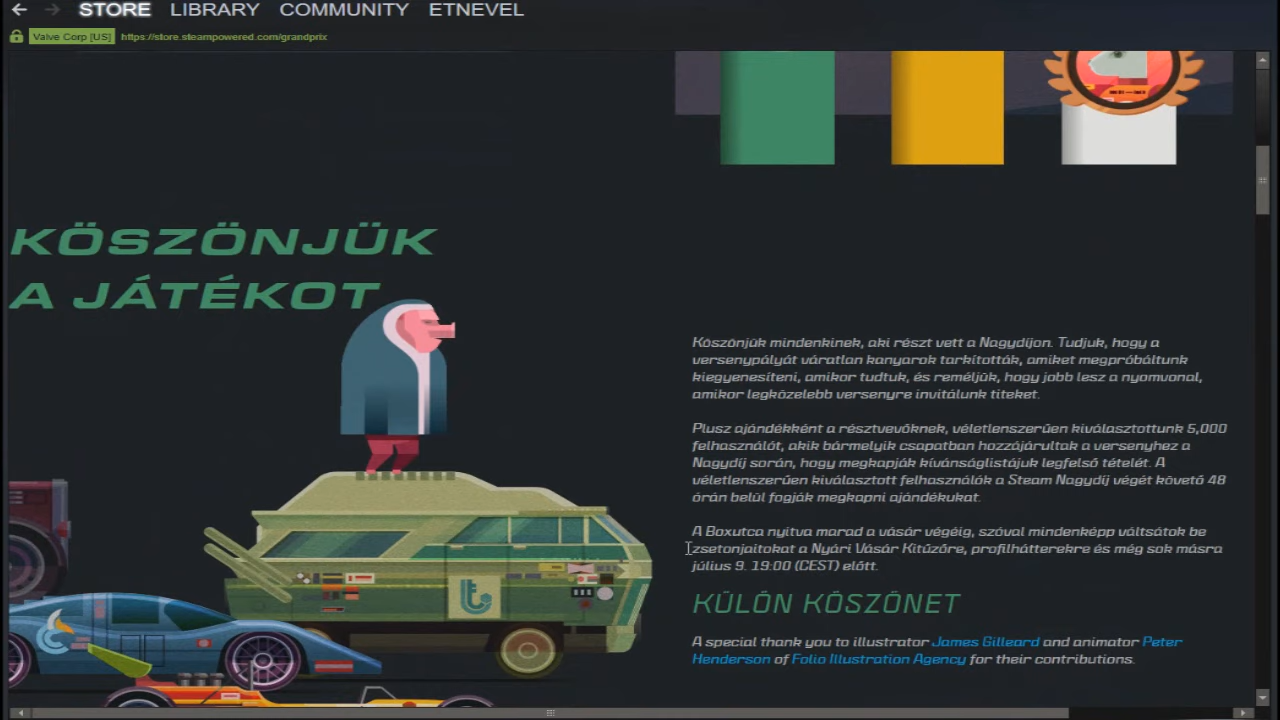 STORE LIBRARY COMMUNITY ETNEVEL
Valve Corp [US] https://store.steampowered.com/grandprix
KÖSZÖNJÜK
A JÁTÉKOT
Köszönjük mindenkinek, aki részt vett a Nagydíjon. Tudjuk, hogy a
versenypályát váratlan kanyarok tarkították, amiket megpróbáltunk
kiegyenesíteni, amikor tudtuk, és reméljük, hogy jobb lesz a nyomvonal,
amikor legközelebb versenyre invitálunk titeket.
Plusz ajándékként a résztvevőknek, véletlenszerűen kiválasztottunk 5,000
felhasználót, akik bármelyik csapatban hozzájárultak a versenyhez a
Nagydíj során, hogy megkapják kívánságlistájuk legfelső tételét. A
véletlenszerűen kiválasztott felhasználók a Steam Nagydíj végét követő 48
órán belül fogják megkapni ajándékukat.
A Boxutca nyitva marad a vásár végéig, szóval mindenképp váltsátok be
zsetonjaitokat a Nyári Vásár Kitűzőre, profilhátterekre és még sok másra
július 9. 19:00 (CEST) előtt.
KÜLÖN KÖSZÖNET
A special thank you to illustrator James Gilleard and animator Peter
Henderson of Folio Illustration Agency for their contributions.